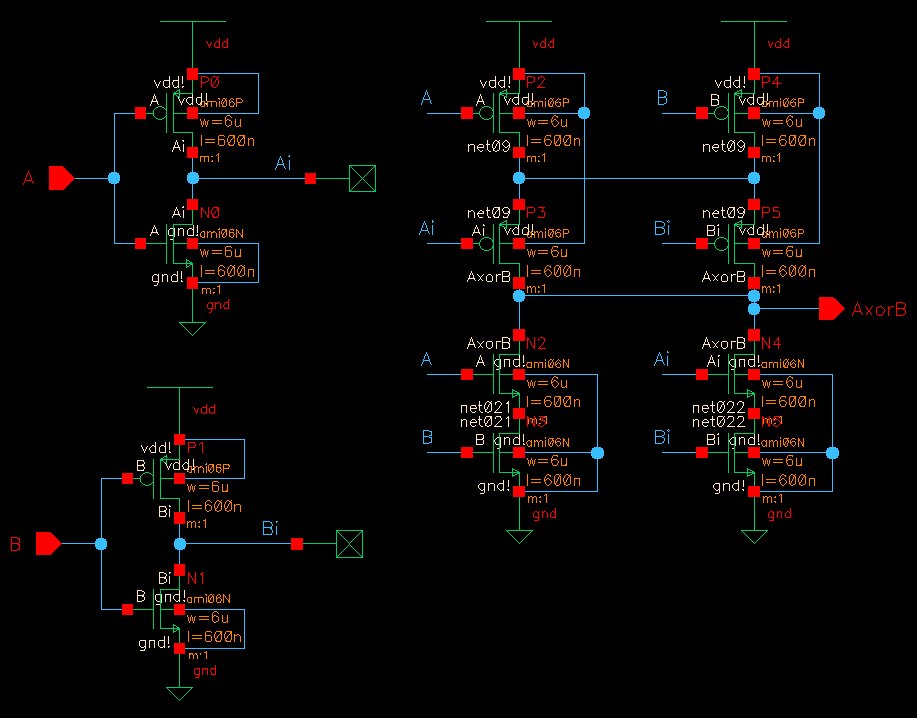 vdd
vdd!
P0
A
vdd!
ami06P
w=6u
l=600n
Ai
m:1
A
Ai
Ai
N0
A
gnd!
ami06N
w=6u
l=600n
gnd!
m:1
gnd
vdd
vdd!
P1
B
vdd!
ami06P
w=6u
l=600n
Bi
m:1
B
Bi
Bi
N1
B
gnd!
ami06N
w=6u
l=600n
gnd!
m:1
gnd
vdd
vdd!
P2
A
A
vdd!
ami06P
w=6u
l=600n
net09
m:1
net09
P3
Ai
Ai
vdd!
ami06P
w=6u
l=600n
AxorB
m:1
AxorB
N2
A
A
gnd!
ami06N
w=6u
l=600n
net021
m:1
net021
N3
B
B
gnd!
ami06N
w=6u
l=600n
gnd!
m:1
gnd
vdd
vdd!
P4
B
B
vdd!
ami06P
w=6u
l=600n
net09
m:1
net09
P5
Bi
Bi
vdd!
ami06P
w=6u
l=600n
AxorB
m:1
AxorB
AxorB
N4
Ai
Ai
gnd!
ami06N
w=6u
l=600n
net022
m:1
net022
N5
Bi
Bi
gnd!
ami06N
w=6u
l=600n
gnd!
m:1
gnd